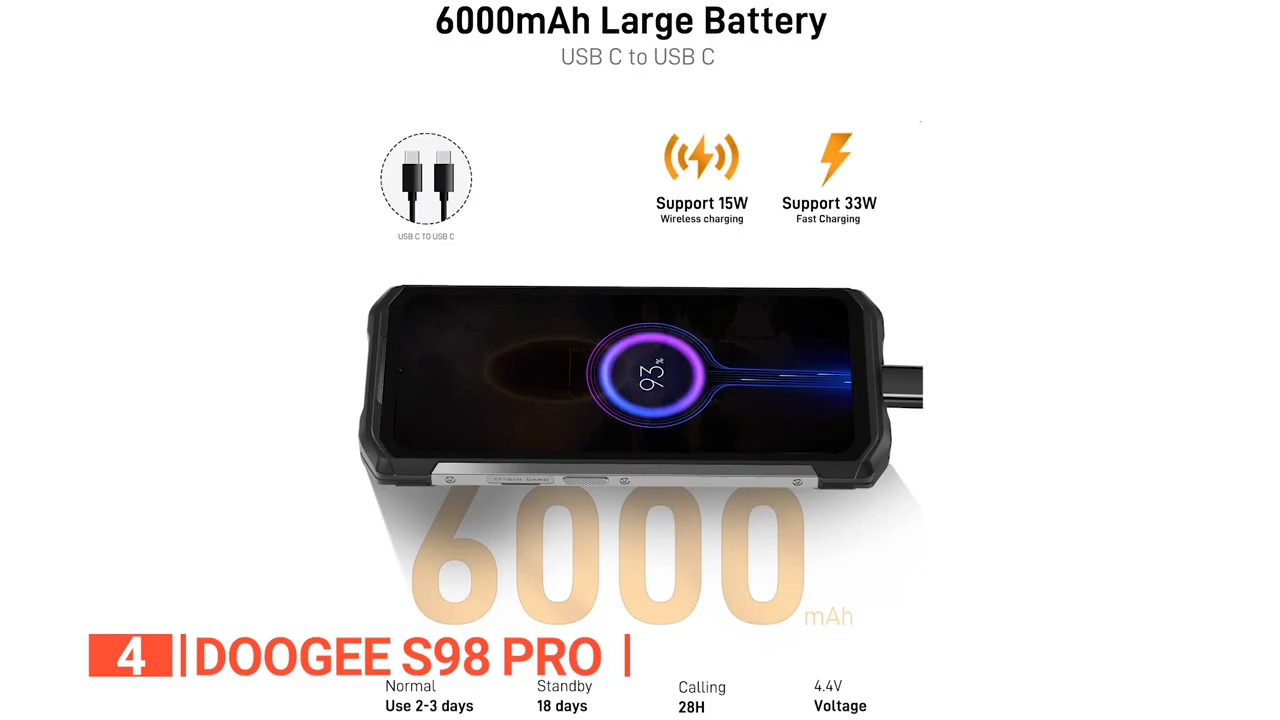 6000mAh Large Battery
USB C to USB C
USB C TO USB C
Support 15W
Wireless charging
Support 33W
Fast Charging
93%
6000 mAh
4 DOOGEE S98 PRO
Normal
Use 2-3 days
Standby
18 days
Calling
28H
4.4V
Voltage